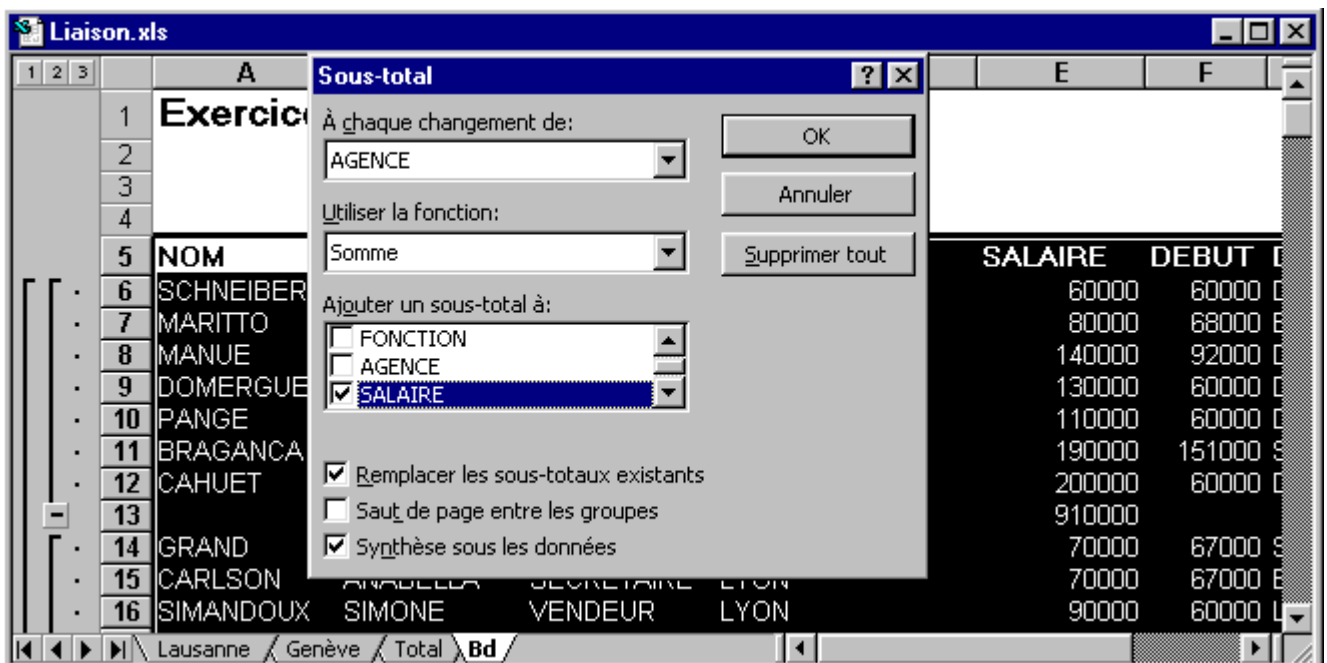 Liaison.xls
1 2 3 A E F
Sous-total
1 Exercic
2
3
4
À chaque changement de:
AGENCE
OK
Annuler
Utiliser la fonction:
Somme
Supprimer tout
Ajouter un sous-total à:
FONCTION
AGENCE
SALAIRE
Remplacer les sous-totaux existants
Saut de page entre les groupes
Synthèse sous les données
5 NOM SALAIRE DEBUT
6 SCHNEIBER 60000 60000
7 MARITTO 80000 68000
8 MANUE 140000 92000
9 DOMERGUE 130000 60000
10 PANGE 110000 60000
11 BRAGANCA 190000 151000
12 CAHUET 200000 60000
13 910000
14 GRAND 70000 67000
15 CARLSON ANABELLA SECRETAIRE LYON 70000 67000
16 SIMANDOUX SIMONE VENDEUR LYON 90000 60000
Lausanne Genève Total Bd